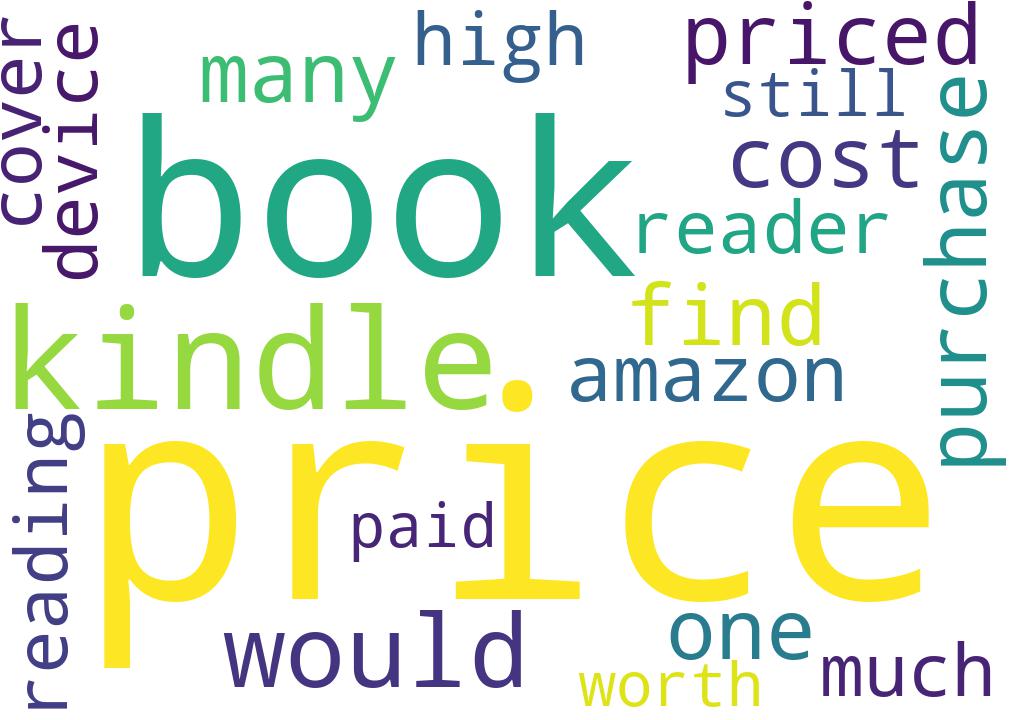 cover
device
many
high
priced
still
cost
purchase
book
reader
kindle
find
amazon
reading
price
paid
would
one
worth
much